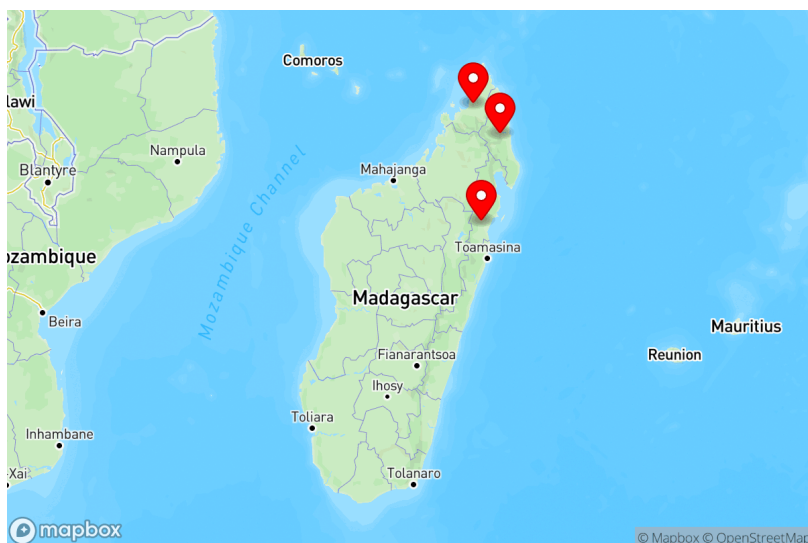 Comoros
lawi
Nampula
Blantyre
Mahajanga
Mozambique Channel
Toamasina
ozambique
Madagascar
Beira
Mauritius
Reunion
Fianarantsoa
Ihosy
Toliara
Inhambane
-Xai
Tolanaro
mapbox
© Mapbox © OpenStreetMap